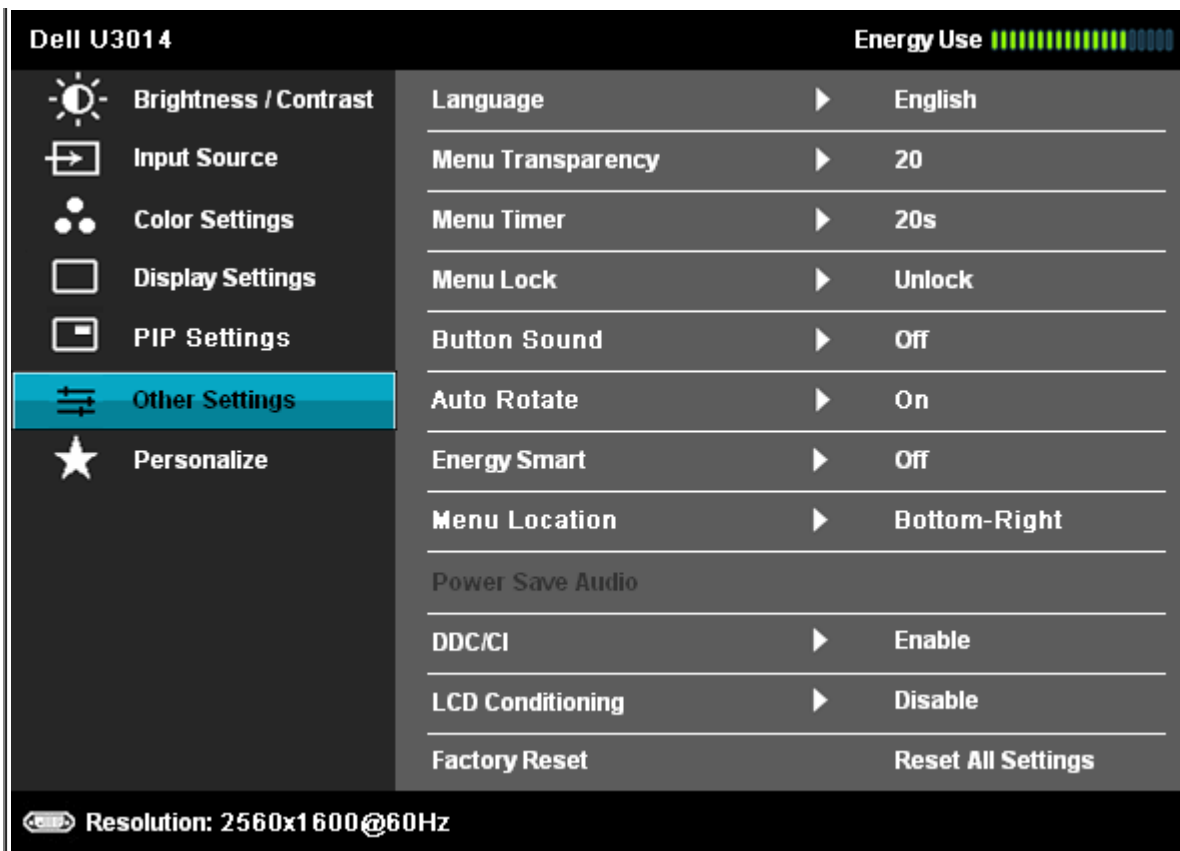 Dell U3014 Energy Use
Brightness / Contrast
Input Source
Color Settings
Display Settings
PIP Settings
Other Settings
Personalize
Language English
Menu Transparency 20
Menu Timer 20s
Menu Lock Unlock
Button Sound Off
Auto Rotate On
Energy Smart Off
Menu Location Bottom-Right
Power Save Audio
DDC/CI Enable
LCD Conditioning Disable
Factory Reset Reset All Settings
Resolution: 2560x1600@60Hz